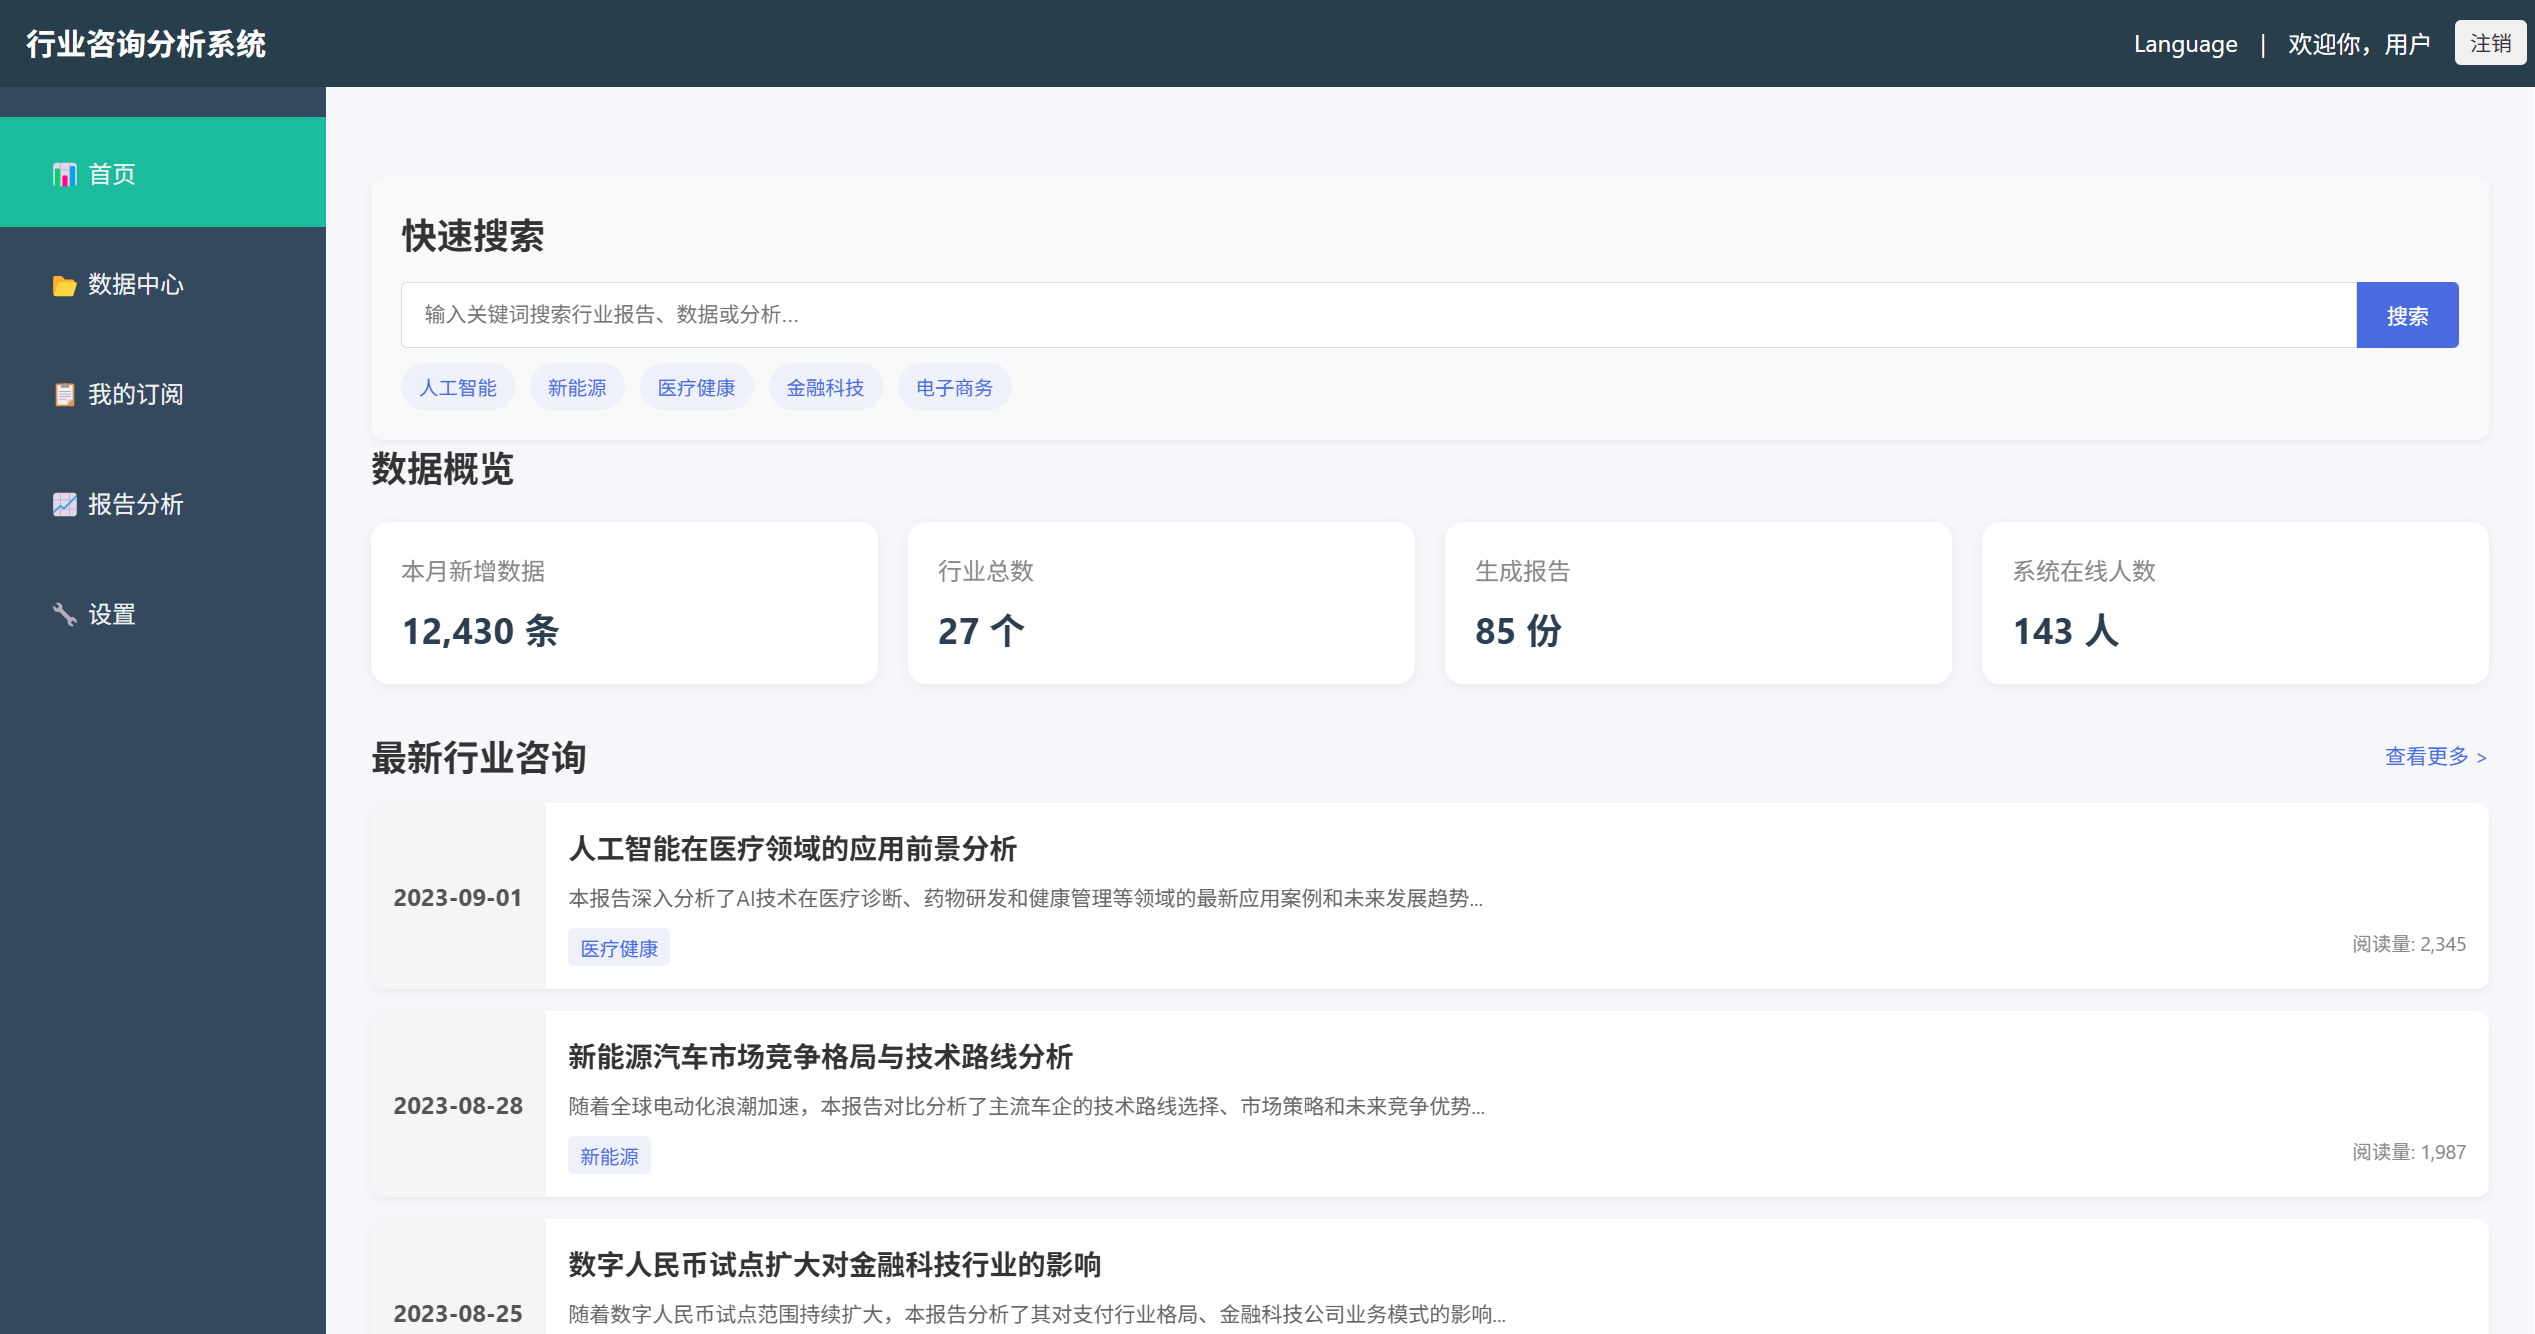 行业咨询分析系统
Language | 欢迎你，用户 注销
首页
数据中心
我的订阅
报告分析
设置
快速搜索
输入关键词搜索行业报告、数据或分析...
搜索
人工智能 新能源 医疗健康 金融科技 电子商务
数据概览
本月新增数据
12,430 条
行业总数
27 个
生成报告
85 份
系统在线人数
143 人
最新行业咨询
查看更多 >
2023-09-01
人工智能在医疗领域的应用前景分析
本报告深入分析了AI技术在医疗诊断、药物研发和健康管理等领域的最新应用案例和未来发展趋势...
医疗健康
阅读量: 2,345
2023-08-28
新能源汽车市场竞争格局与技术路线分析
随着全球电动化浪潮加速，本报告对比分析了主流车企的技术路线选择、市场策略和未来竞争优势...
新能源
阅读量: 1,987
2023-08-25
数字人民币试点扩大对金融科技行业的影响
随着数字人民币试点范围持续扩大，本报告分析了其对支付行业格局、金融科技公司业务模式的影响...